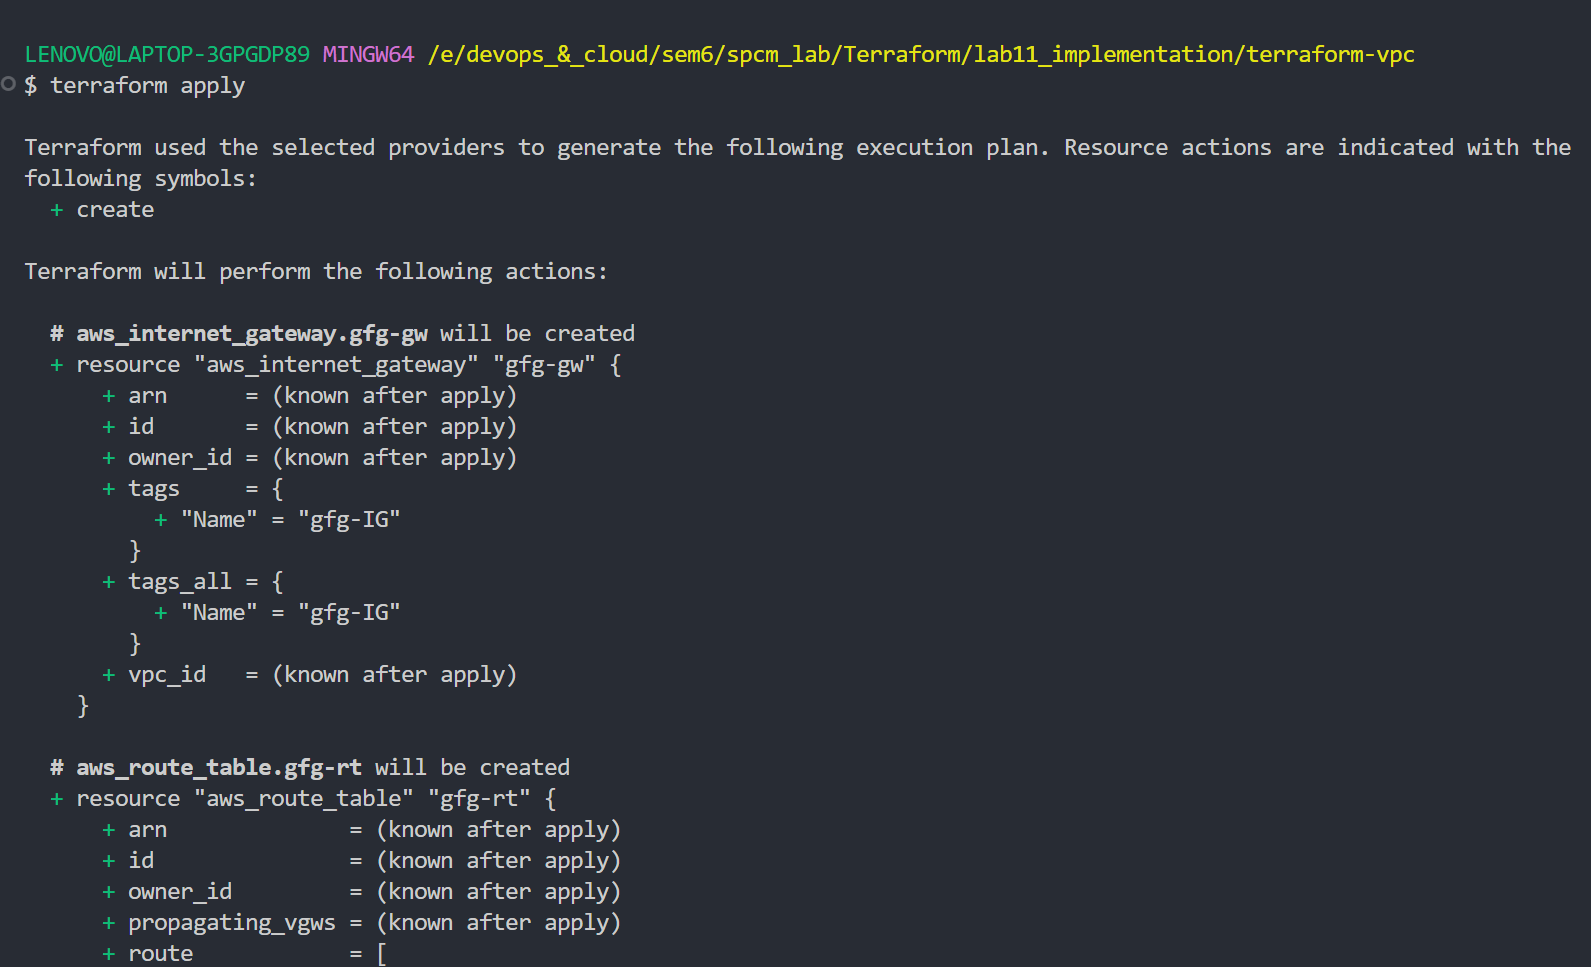 LENOVO@LAPTOP-3GPGDP89 MINGW64 /e/devops_&_cloud/sem6/spcm_lab/Terraform/lab11_implementation/terraform-vpc
$ terraform apply

Terraform used the selected providers to generate the following execution plan. Resource actions are indicated with the
following symbols:
  + create

Terraform will perform the following actions:

  # aws_internet_gateway.gfg-gw will be created
  + resource "aws_internet_gateway" "gfg-gw" {
      + arn      = (known after apply)
      + id       = (known after apply)
      + owner_id = (known after apply)
      + tags     = {
          + "Name" = "gfg-IG"
        }
      + tags_all = {
          + "Name" = "gfg-IG"
        }
      + vpc_id   = (known after apply)
    }

  # aws_route_table.gfg-rt will be created
  + resource "aws_route_table" "gfg-rt" {
      + arn              = (known after apply)
      + id               = (known after apply)
      + owner_id         = (known after apply)
      + propagating_vgws = (known after apply)
      + route            = [